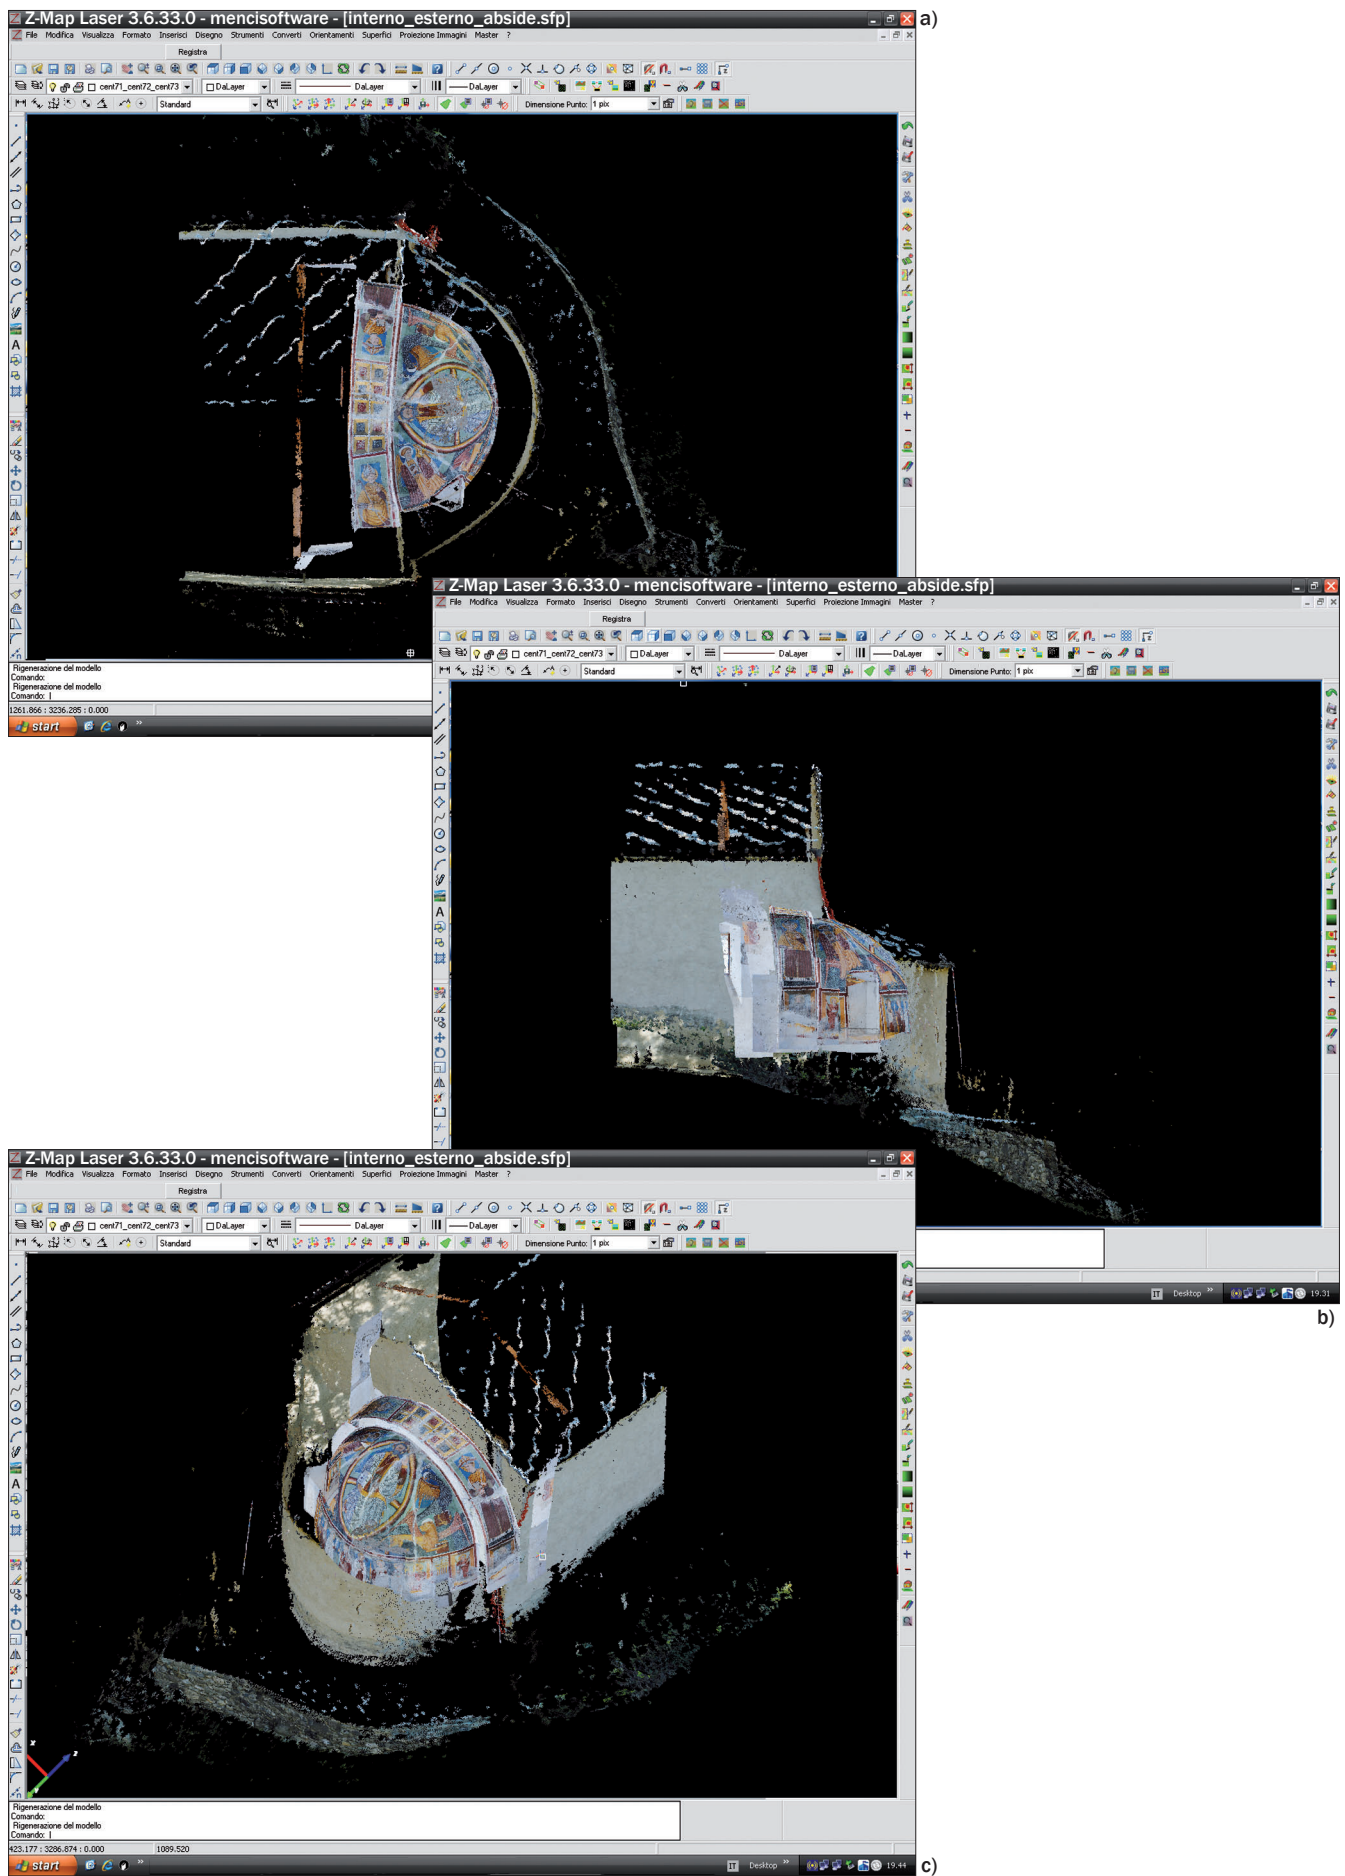 Z-Map Laser 3.6.33.0 - mencisoftware - [interno_esterno_abside.sfp]
a)
File Modifica Visualizza Formato Inserisci Disegno Strumenti Converti Orientamenti Superfici Proiezione Immagini Master ?
Registra
cent71_cent72_cent73 DaLayer DaLayer DaLayer
Standard Dimensione Punto: 1 pix
Rigenerazione del modello
Comando:
Rigenerazione del modello
Comando:
1261.866 : 3236.285 : 0.000
start
Z-Map Laser 3.6.33.0 - mencisoftware - [interno_esterno_abside.sfp]
File Modifica Visualizza Formato Inserisci Disegno Strumenti Converti Orientamenti Superfici Proiezione Immagini Master ?
Registra
cent71_cent72_cent73 DaLayer DaLayer DaLayer
Standard Dimensione Punto: 1 pix
IT Desktop 19.31
b)
Z-Map Laser 3.6.33.0 - mencisoftware - [interno_esterno_abside.sfp]
File Modifica Visualizza Formato Inserisci Disegno Strumenti Converti Orientamenti Superfici Proiezione Immagini Master ?
Registra
cent71_cent72_cent73 DaLayer DaLayer DaLayer
Standard Dimensione Punto: 1 pix
Rigenerazione del modello
Comando:
Rigenerazione del modello
Comando:
423.177 : 3286.874 : 0.000 1089.520
start IT Desktop 19.44
c)